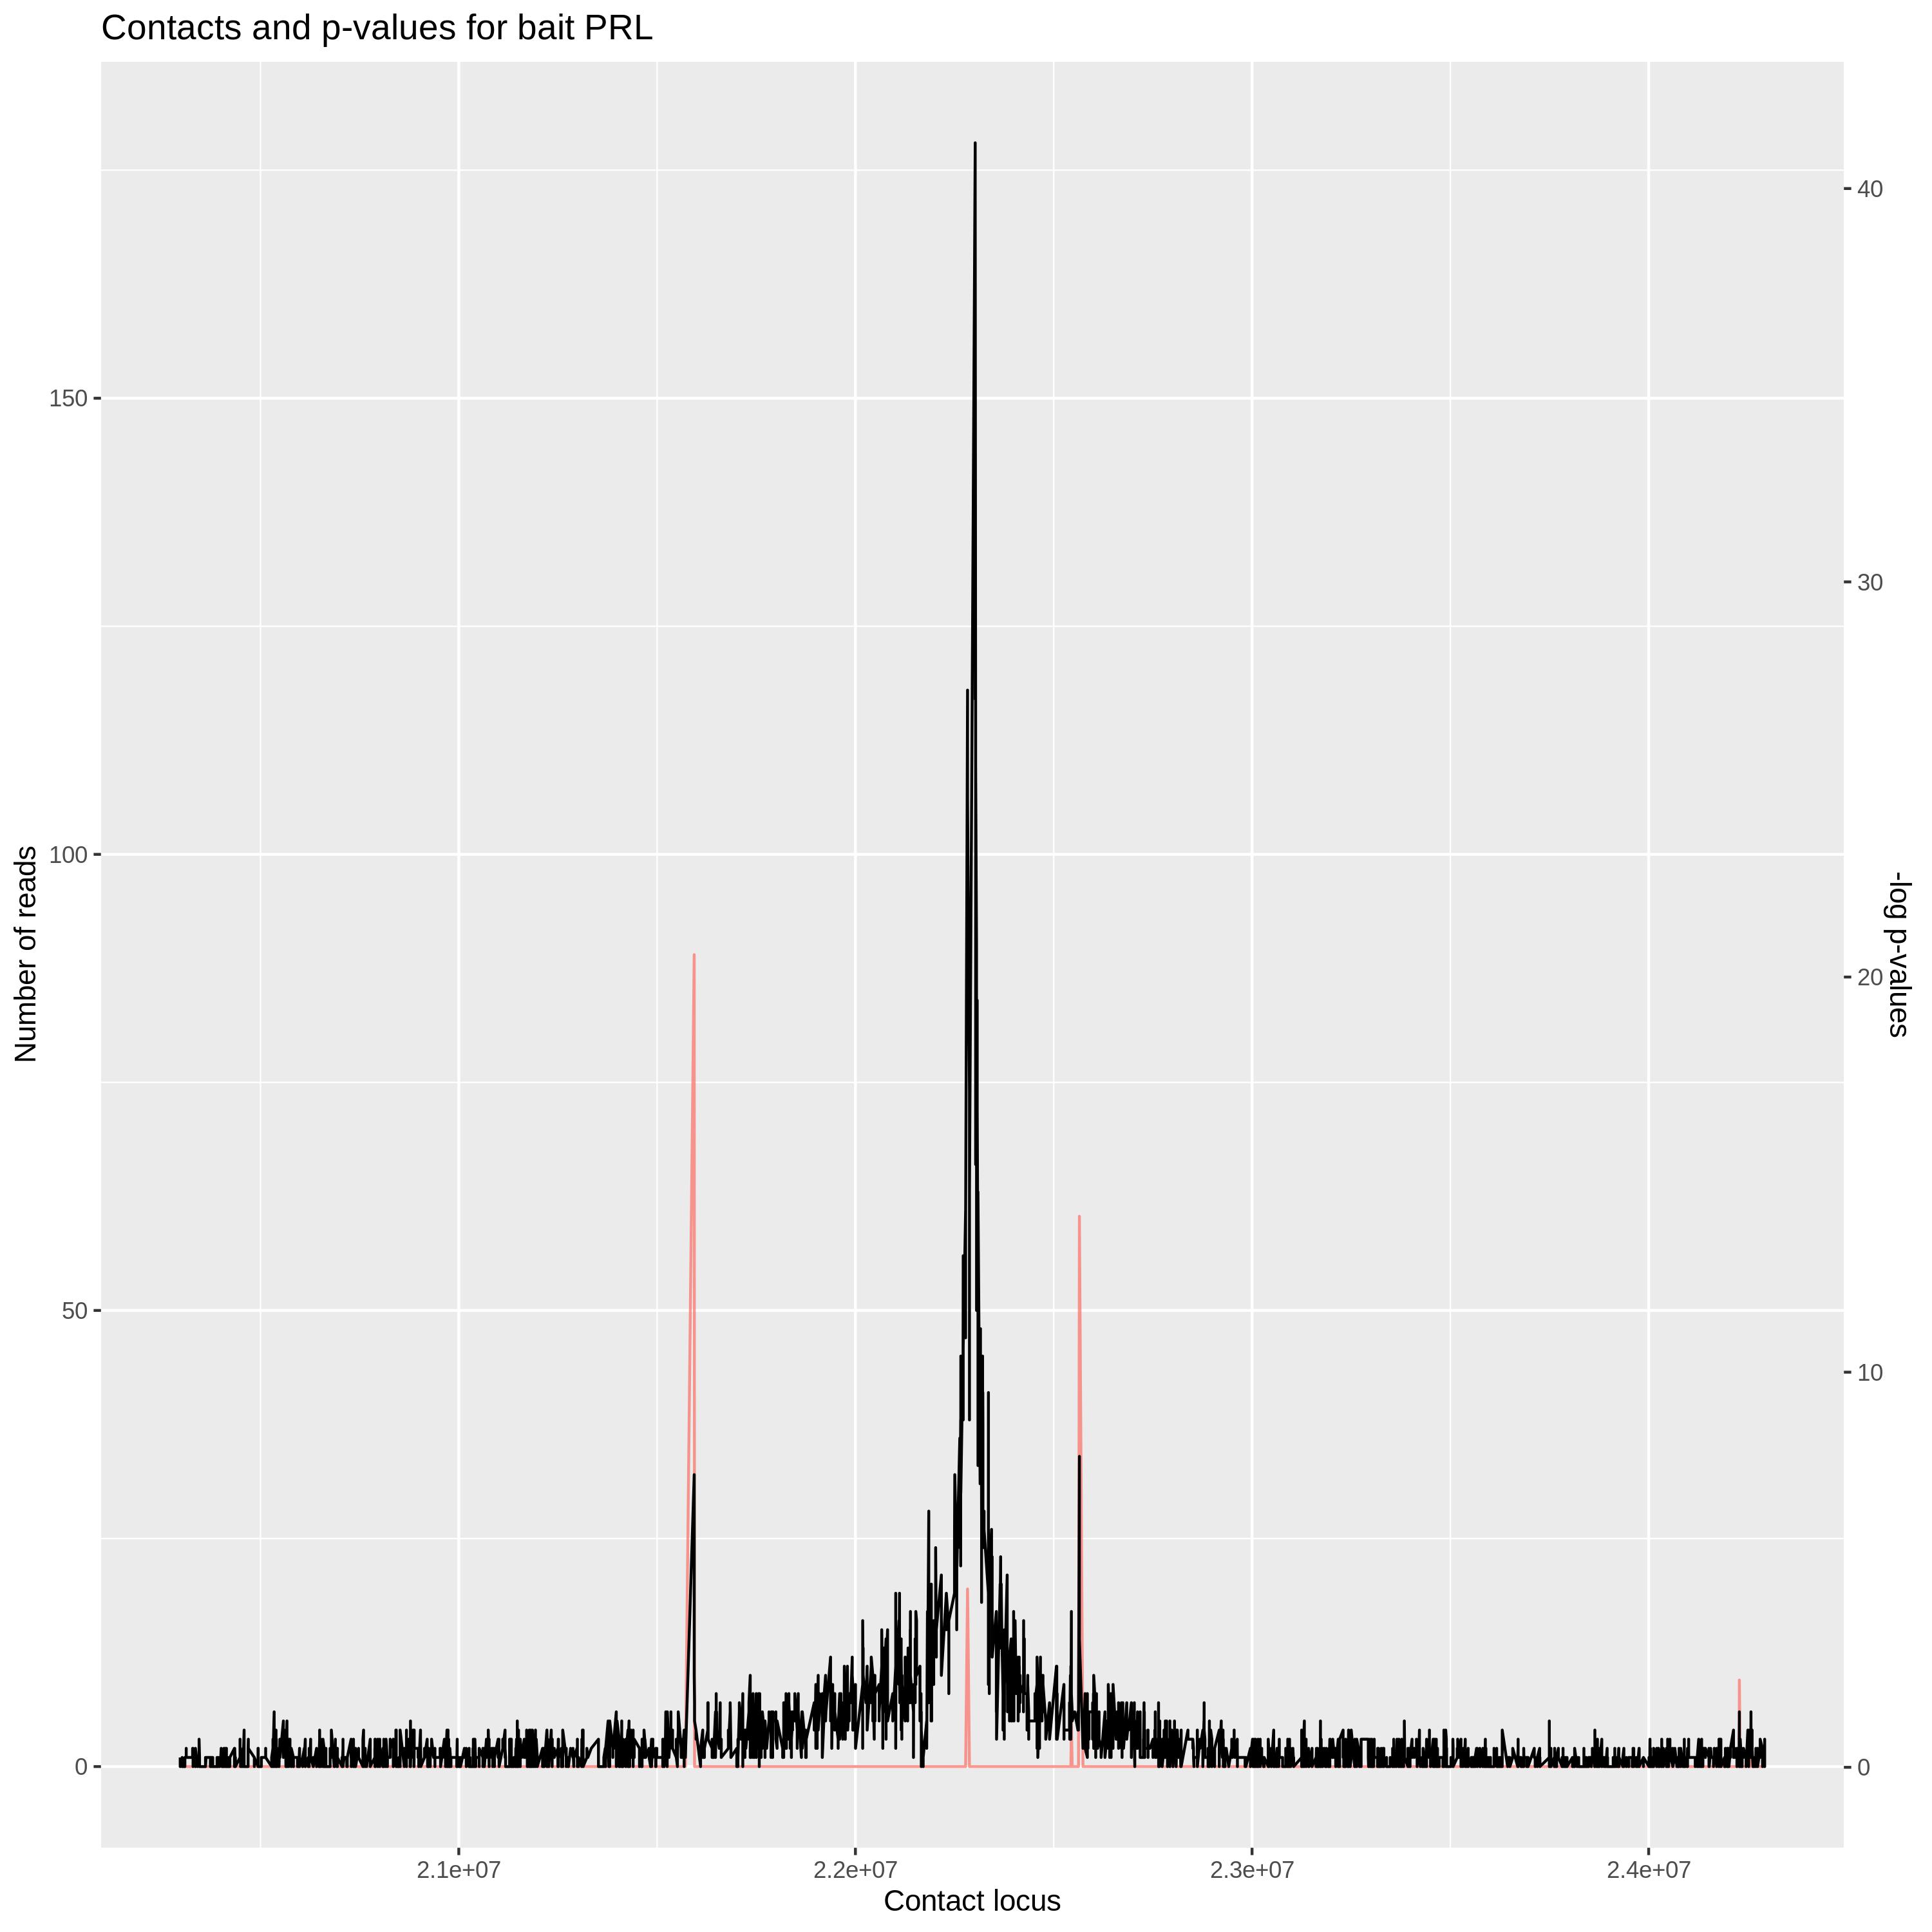 Contacts and p-values for bait PRL
Number of reads
150
100
50
0
40
30
20
10
0
-log p-values
2.1e+07 2.2e+07 2.3e+07 2.4e+07
Contact locus